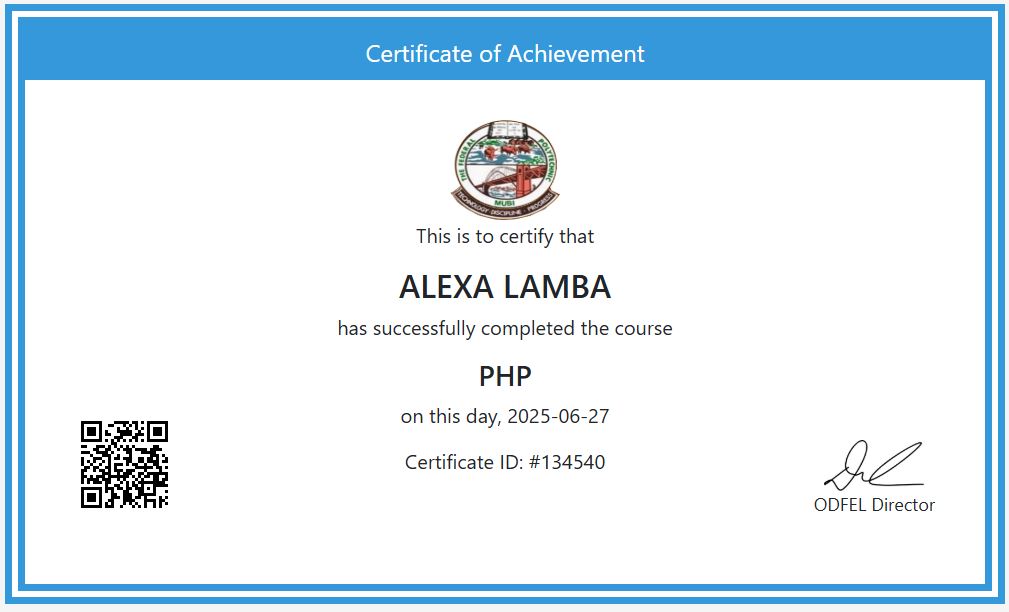 Certificate of Achievement
THE FEDERAL POLYTECHNIC
MUBI
TECHNOLOGY DISCIPLINE PROGRESS
This is to certify that
ALEXA LAMBA
has successfully completed the course
PHP
on this day, 2025-06-27
Certificate ID: #134540
ODFEL Director